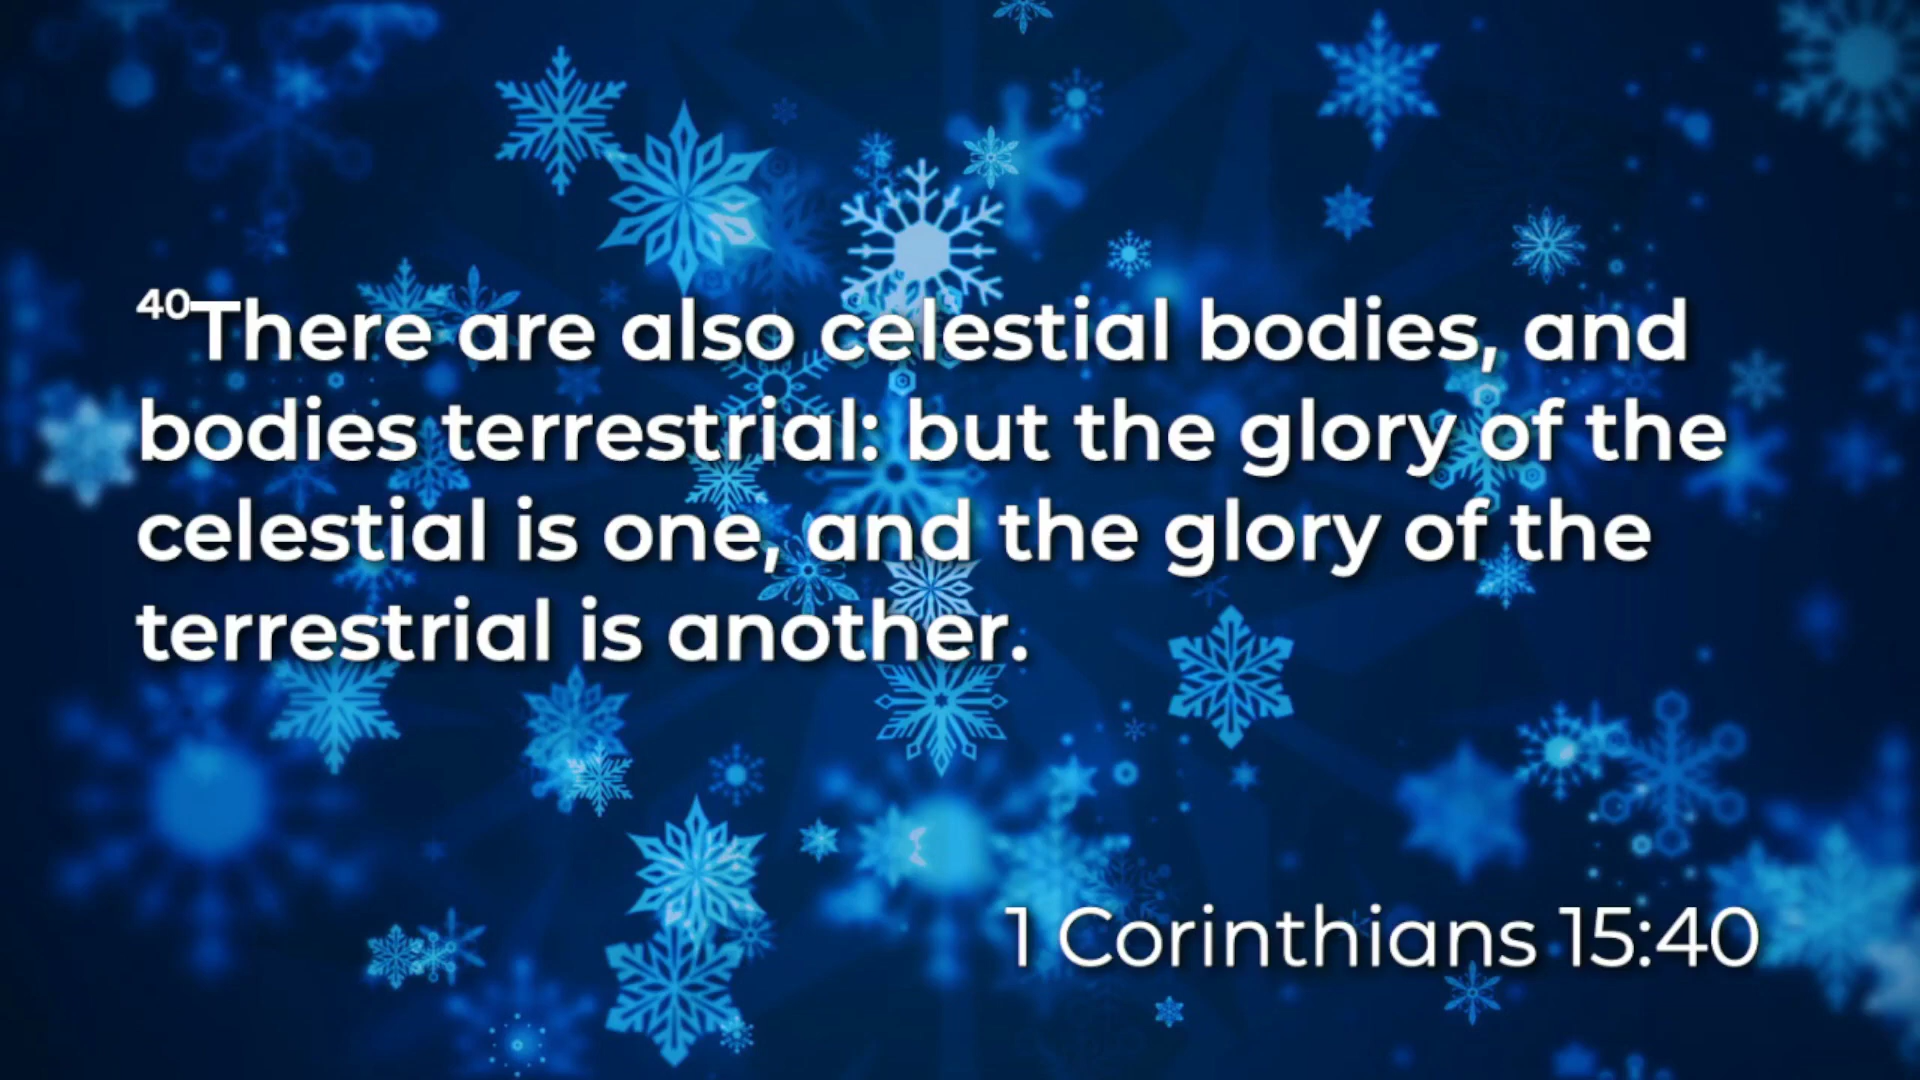 ⁴⁰There are also celestial bodies, and
bodies terrestrial: but the glory of the
celestial is one, and the glory of the
terrestrial is another.
1 Corinthians 15:40